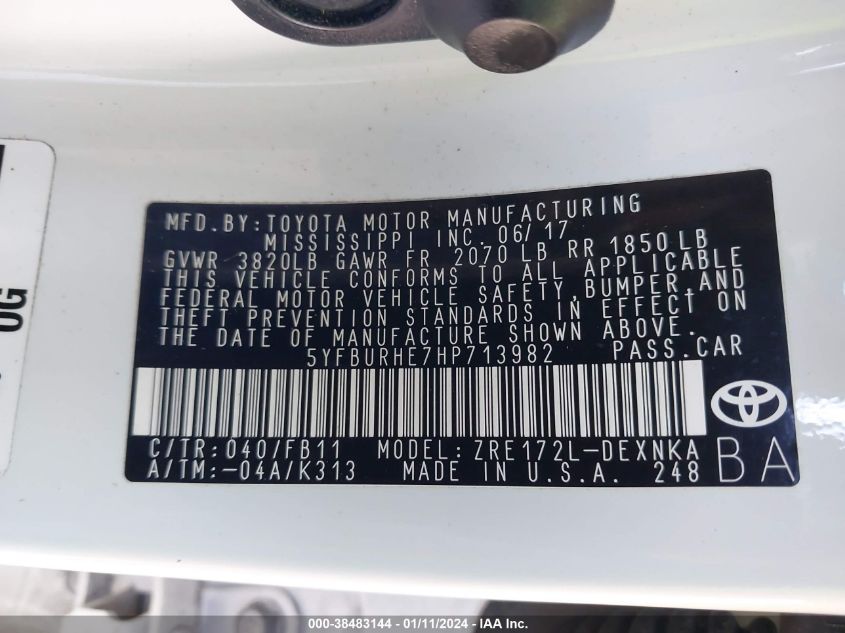 MFD.BY:TOYOTA MOTOR MANUFACTURING
MISSISSIPPI INC. 06/17
GVWR 3820LB GAWR FR 2070 LB RR 1850 LB
THIS VEHICLE CONFORMS TO ALL APPLICABLE
FEDERAL MOTOR VEHICLE SAFETY,BUMPER,AND
THEFT PREVENTION STANDARDS IN EFFECT ON
THE DATE OF MANUFACTURE SHOWN ABOVE.
5YFBURHE7HP713982 PASS.CAR
C/TR:040/FB11 MODEL:ZRE172L-DEXNKA
A/TM:-04A/K313 MADE IN U.S.A. 248
BA
OG
000-38483144 - 01/11/2024 - IAA Inc.